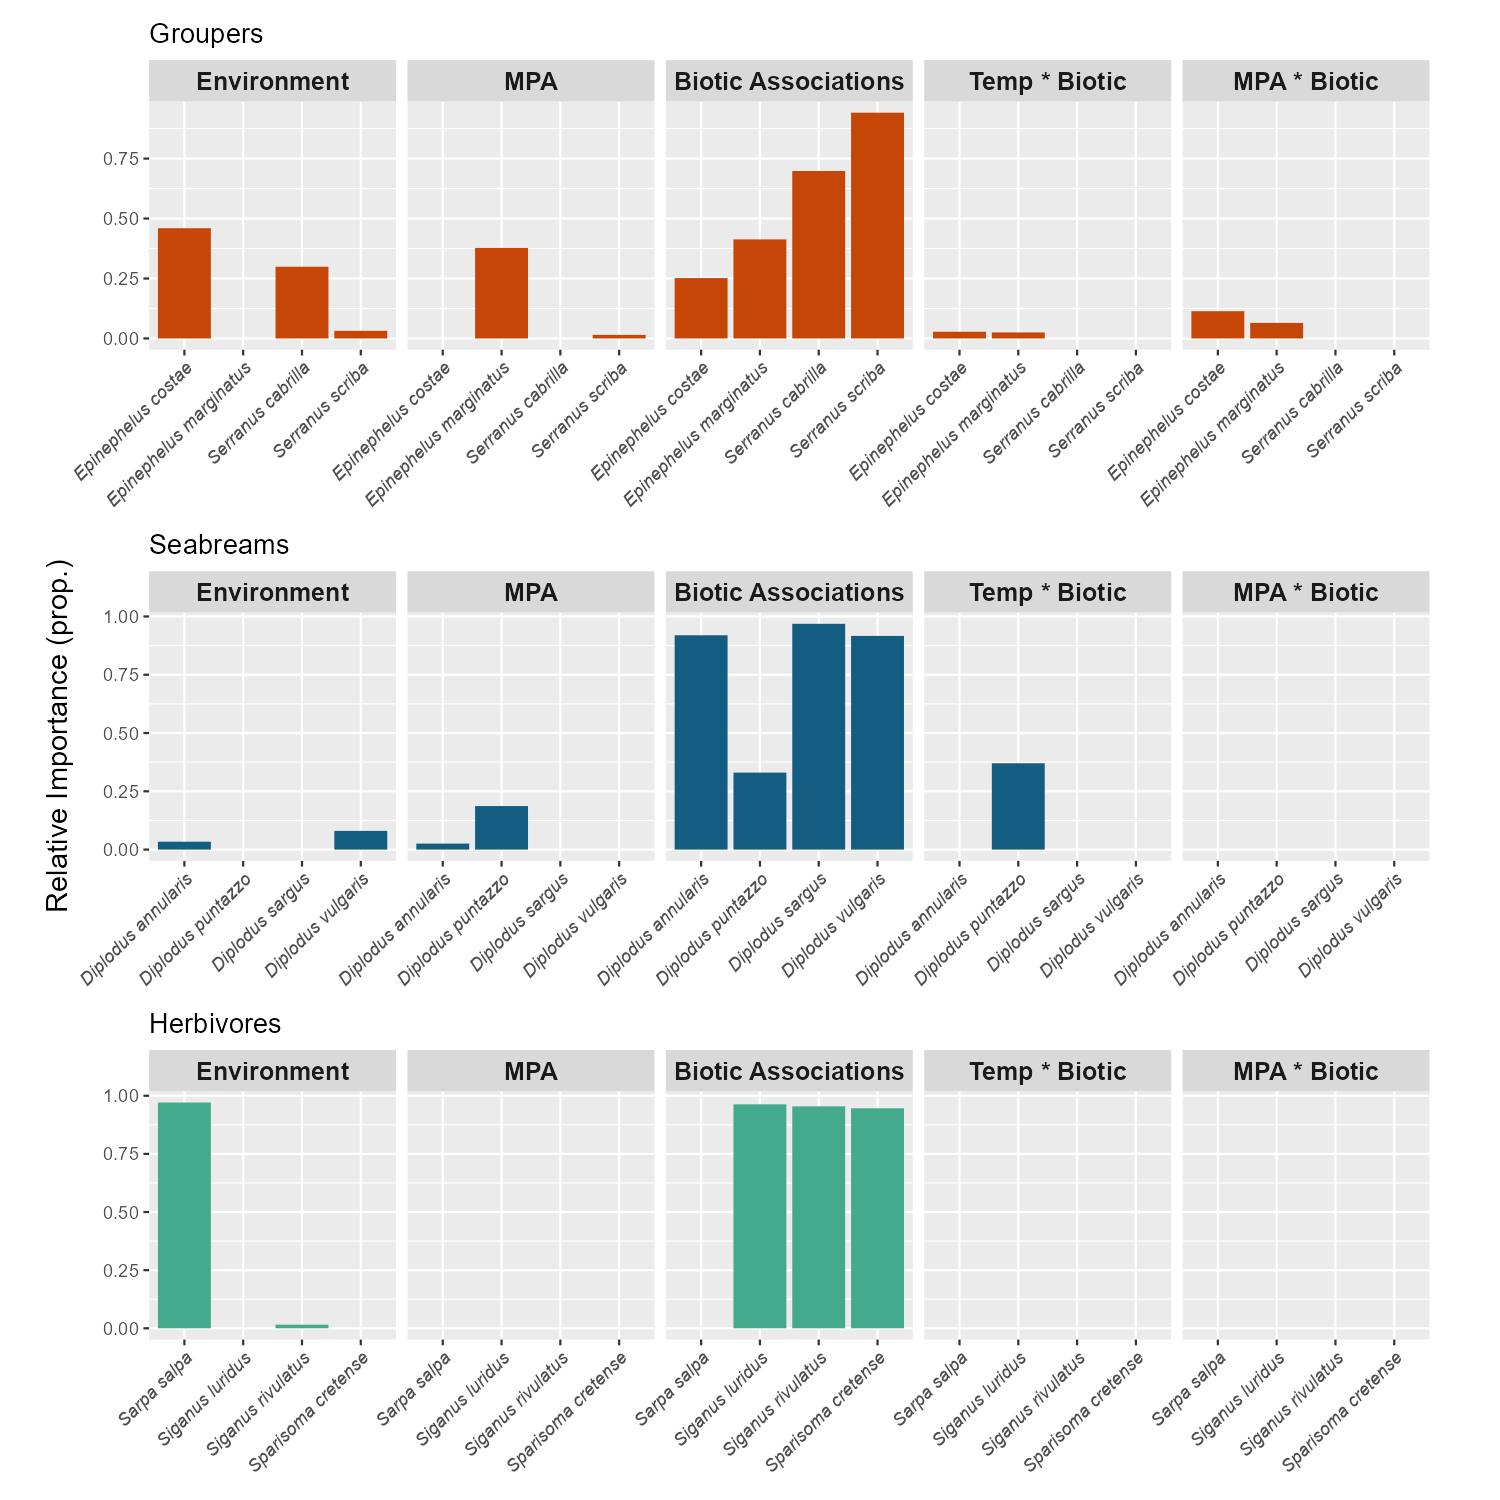 Groupers
Environment MPA Biotic Associations Temp * Biotic MPA * Biotic
0.75
0.50
0.25
0.00
Epinephelus costae Epinephelus marginatus Serranus cabrilla Serranus scriba Epinephelus costae Epinephelus marginatus Serranus cabrilla Serranus scriba Epinephelus costae Epinephelus marginatus Serranus cabrilla Serranus scriba Epinephelus costae Epinephelus marginatus Serranus cabrilla Serranus scriba Epinephelus costae Epinephelus marginatus Serranus cabrilla Serranus scriba
Relative Importance (prop.)
Seabreams
Environment MPA Biotic Associations Temp * Biotic MPA * Biotic
1.00
0.75
0.50
0.25
0.00
Diplodus annularis Diplodus puntazzo Diplodus sargus Diplodus vulgaris Diplodus annularis Diplodus puntazzo Diplodus sargus Diplodus vulgaris Diplodus annularis Diplodus puntazzo Diplodus sargus Diplodus vulgaris Diplodus annularis Diplodus puntazzo Diplodus sargus Diplodus vulgaris Diplodus annularis Diplodus puntazzo Diplodus sargus Diplodus vulgaris
Herbivores
Environment MPA Biotic Associations Temp * Biotic MPA * Biotic
1.00
0.75
0.50
0.25
0.00
Sarpa salpa Siganus luridus Siganus rivulatus Sparisoma cretense Sarpa salpa Siganus luridus Siganus rivulatus Sparisoma cretense Sarpa salpa Siganus luridus Siganus rivulatus Sparisoma cretense Sarpa salpa Siganus luridus Siganus rivulatus Sparisoma cretense Sarpa salpa Siganus luridus Siganus rivulatus Sparisoma cretense